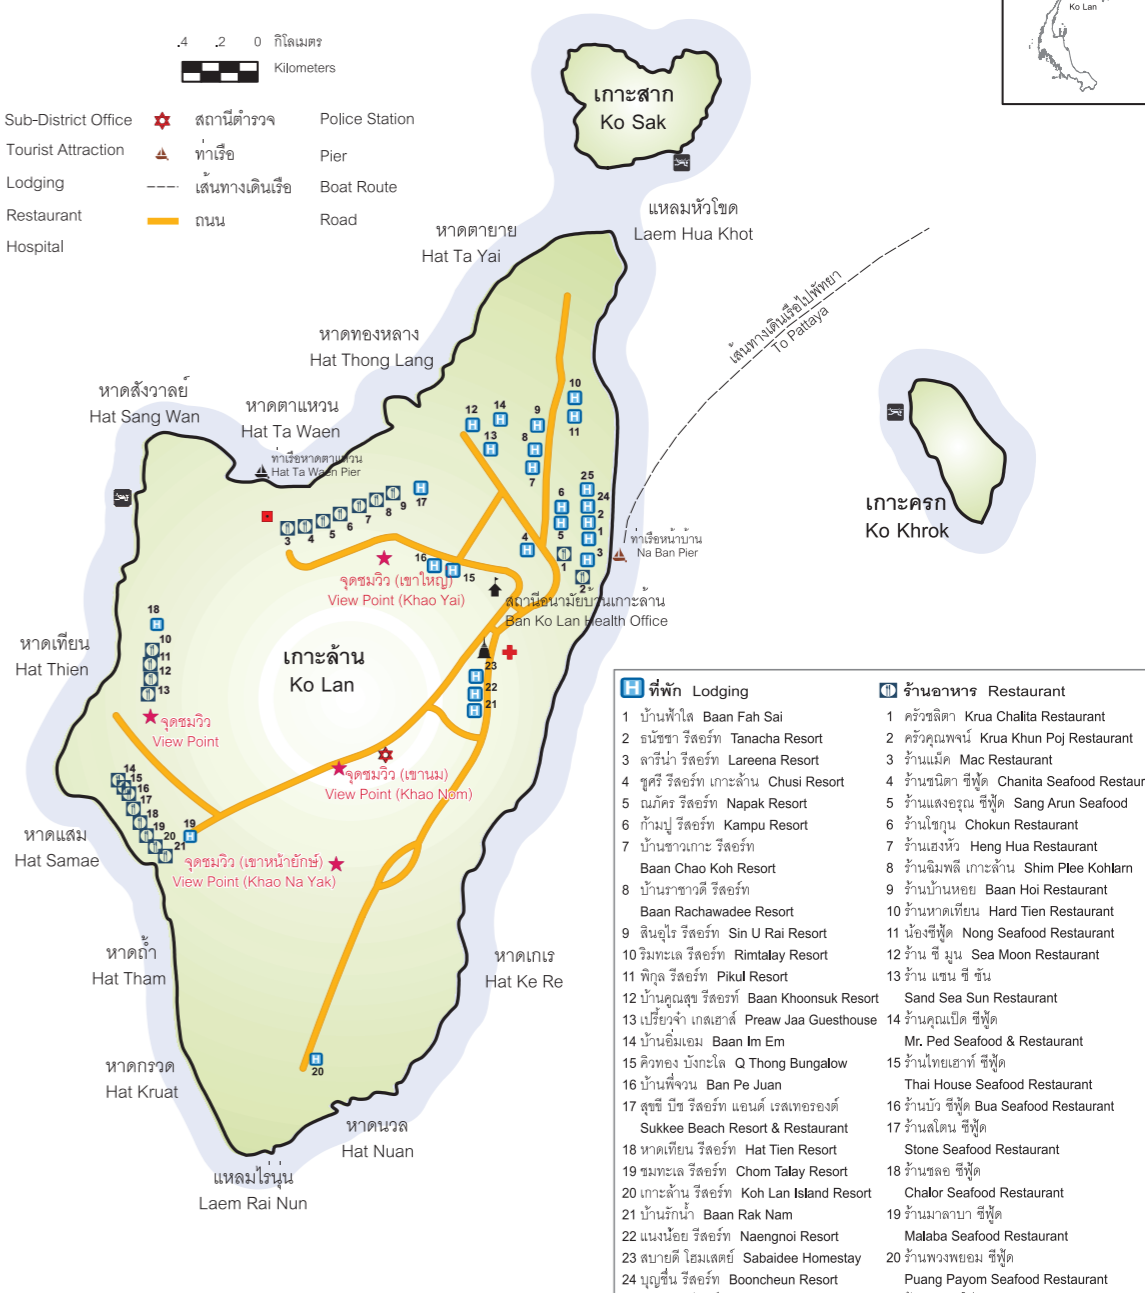 Ko Lan
.4 .2 0 กิโลเมตร
Kilometers
Sub-District Office
สถานีตำรวจ Police Station
Tourist Attraction
ท่าเรือ Pier
Lodging
เส้นทางเดินเรือ Boat Route
Restaurant
ถนน Road
Hospital
เกาะสาก
Ko Sak
แหลมหัวโขด
Laem Hua Khot
หาดตายาย
Hat Ta Yai
เส้นทางเดินเรือไปพัทยา
To Pattaya
หาดทองหลาง
Hat Thong Lang
หาดสังวาลย์
Hat Sang Wan
หาดตาแหวน
Hat Ta Waen
ท่าเรือหาดตาแหวน
Hat Ta Waen Pier
เกาะครก
Ko Khrok
10
11
12
14
13
9
8
7
25
24
2
1
3
6
5
4
1
2
17
9
8
7
6
5
4
3
16
15
ท่าเรือหน้าบ้าน
Na Ban Pier
จุดชมวิว (เขาใหญ่)
View Point (Khao Yai)
สถานีอนามัยบ้านเกาะล้าน
Ban Ko Lan Health Office
18
10
11
12
13
หาดเทียน
Hat Thien
เกาะล้าน
Ko Lan
23
22
21
จุดชมวิว
View Point
จุดชมวิว (เขานม)
View Point (Khao Nom)
14
15
16
17
18
19
20
21
19
หาดแสม
Hat Samae
จุดชมวิว (เขาหน้ายักษ์)
View Point (Khao Na Yak)
หาดถ้ำ
Hat Tham
หาดเกเร
Hat Ke Re
20
หาดกรวด
Hat Kruat
หาดนวล
Hat Nuan
แหลมไร่นุ่น
Laem Rai Nun
ที่พัก Lodging
1 บ้านฟ้าใส Baan Fah Sai
2 ธนัชชา รีสอร์ท Tanacha Resort
3 ลารีน่า รีสอร์ท Lareena Resort
4 ชูศรี รีสอร์ท เกาะล้าน Chusi Resort
5 ณภัคร รีสอร์ท Napak Resort
6 ก้ามปู รีสอร์ท Kampu Resort
7 บ้านชาวเกาะ รีสอร์ท
Baan Chao Koh Resort
8 บ้านราชาวดี รีสอร์ท
Baan Rachawadee Resort
9 สินอุไร รีสอร์ท Sin U Rai Resort
10 ริมทะเล รีสอร์ท Rimtalay Resort
11 พิกุล รีสอร์ท Pikul Resort
12 บ้านคูณสุข รีสอรท์ Baan Khoonsuk Resort
13 เปรี้ยวจ๋า เกสเฮาส์ Preaw Jaa Guesthouse
14 บ้านอิ่มเอม Baan Im Em
15 คิวทอง บังกะโล Q Thong Bungalow
16 บ้านพี่จวน Ban Pe Juan
17 สุขขี บีช รีสอร์ท แอนด์ เรสเทอรองต์
Sukkee Beach Resort & Restaurant
18 หาดเทียน รีสอร์ท Hat Tien Resort
19 ชมทะเล รีสอร์ท Chom Talay Resort
20 เกาะล้าน รีสอร์ท Koh Lan Island Resort
21 บ้านรักน้ำ Baan Rak Nam
22 แนงน้อย รีสอร์ท Naengnoi Resort
23 สบายดี โฮมเสตย์ Sabaidee Homestay
24 บุญชื่น รีสอร์ท Booncheun Resort
ร้านอาหาร Restaurant
1 ครัวชลิตา Krua Chalita Restaurant
2 ครัวคุณพจน์ Krua Khun Poj Restaurant
3 ร้านแม็ค Mac Restaurant
4 ร้านชนิดา ซีฟู้ด Chanita Seafood Restaur
5 ร้านแสงอรุณ ซีฟู้ด Sang Arun Seafood
6 ร้านโชกุน Chokun Restaurant
7 ร้านเฮงหัว Heng Hua Restaurant
8 ร้านฉิมพลี เกาะล้าน Shim Plee Kohlarn
9 ร้านบ้านหอย Baan Hoi Restaurant
10 ร้านหาดเทียน Hard Tien Restaurant
11 น้องซีฟู้ด Nong Seafood Restaurant
12 ร้าน ซี มูน Sea Moon Restaurant
13 ร้าน แซน ซี ซัน
Sand Sea Sun Restaurant
14 ร้านคุณเป็ด ซีฟู้ด
Mr. Ped Seafood & Restaurant
15 ร้านไทยเฮาท์ ซีฟู้ด
Thai House Seafood Restaurant
16 ร้านบัว ซีฟู้ด Bua Seafood Restaurant
17 ร้านสโตน ซีฟู้ด
Stone Seafood Restaurant
18 ร้านชลอ ซีฟู้ด
Chalor Seafood Restaurant
19 ร้านมาลาบา ซีฟู้ด
Malaba Seafood Restaurant
20 ร้านพวงพยอม ซีฟู้ด
Puang Payom Seafood Restaurant